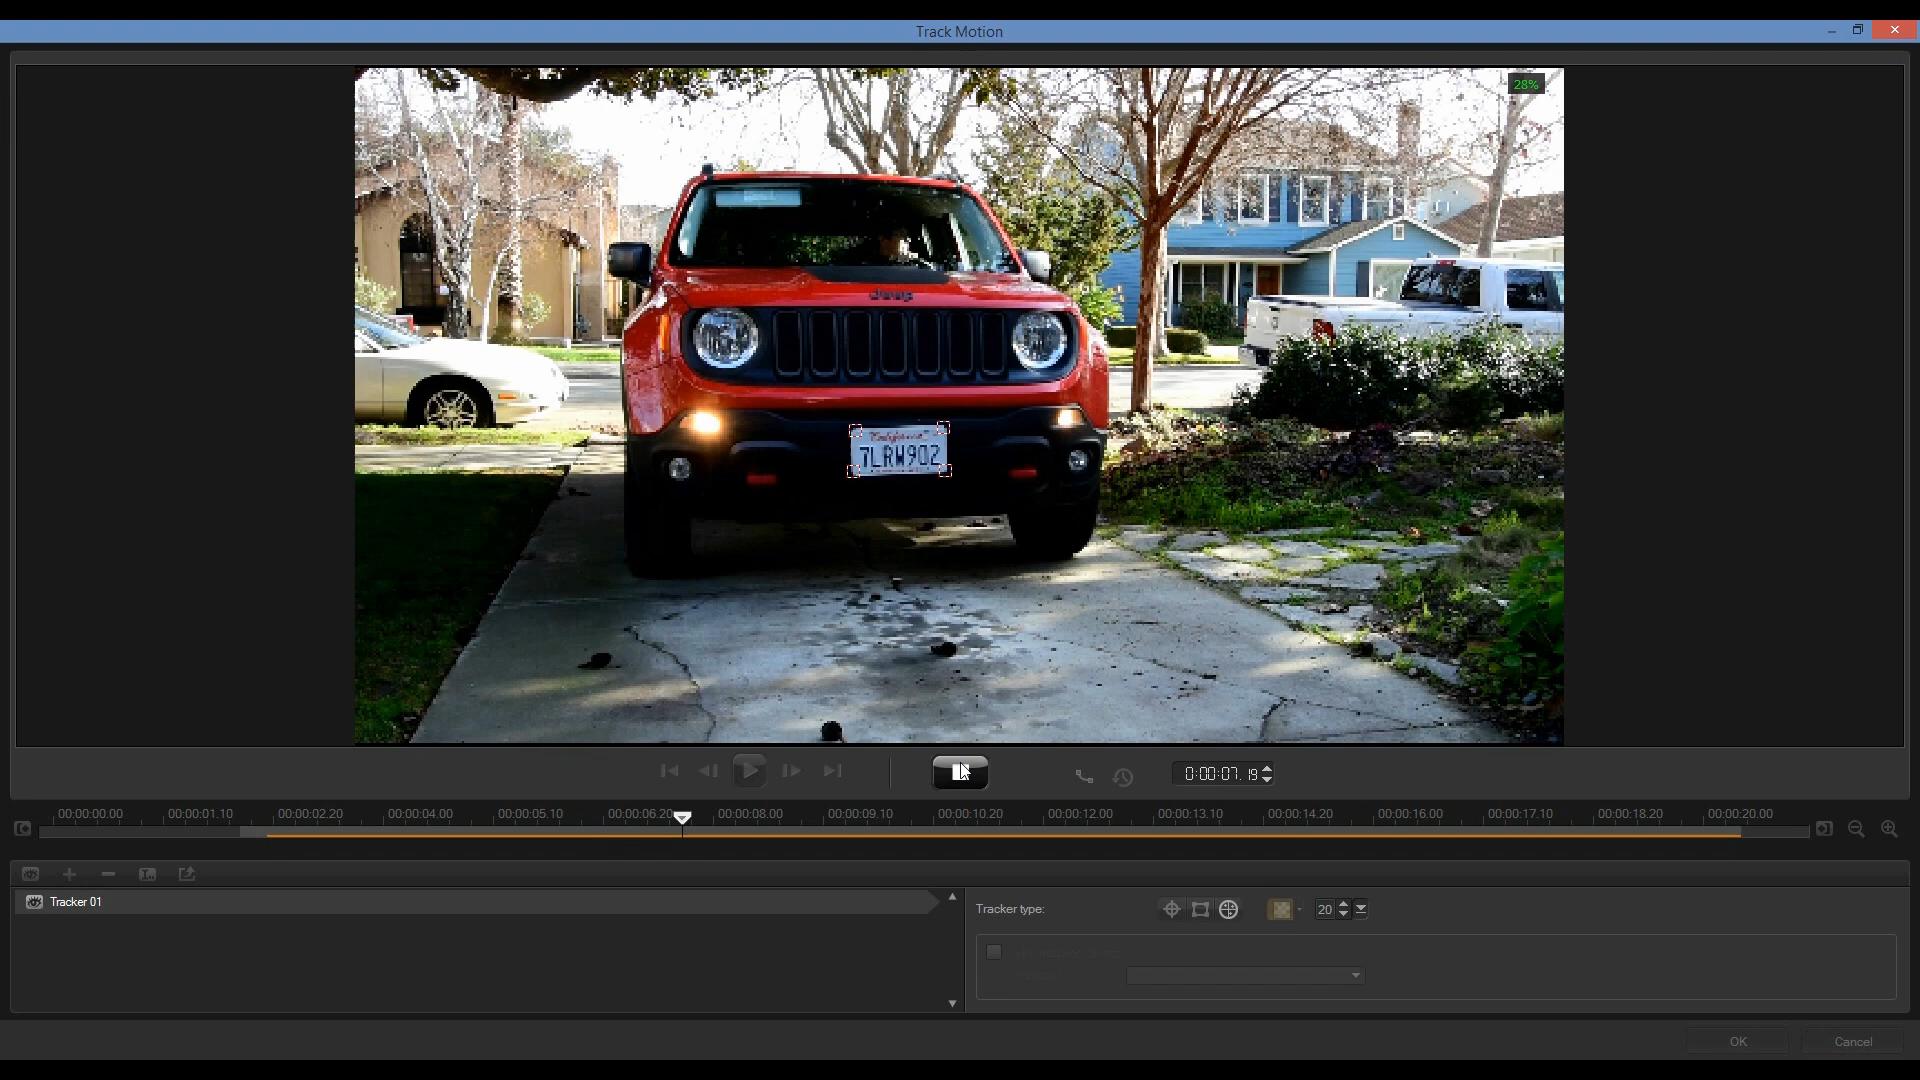 Track Motion
28%
Jeep
California
7LRW902
0:00:07.19
00:00:00.00 00:00:01.10 00:00:02.20 00:00:04.00 00:00:05.10 00:00:06.20 00:00:08.00 00:00:09.10 00:00:10.20 00:00:12.00 00:00:13.10 00:00:14.20 00:00:16.00 00:00:17.10 00:00:18.20 00:00:20.00
Tracker 01
Tracker type:
20
OK
Cancel